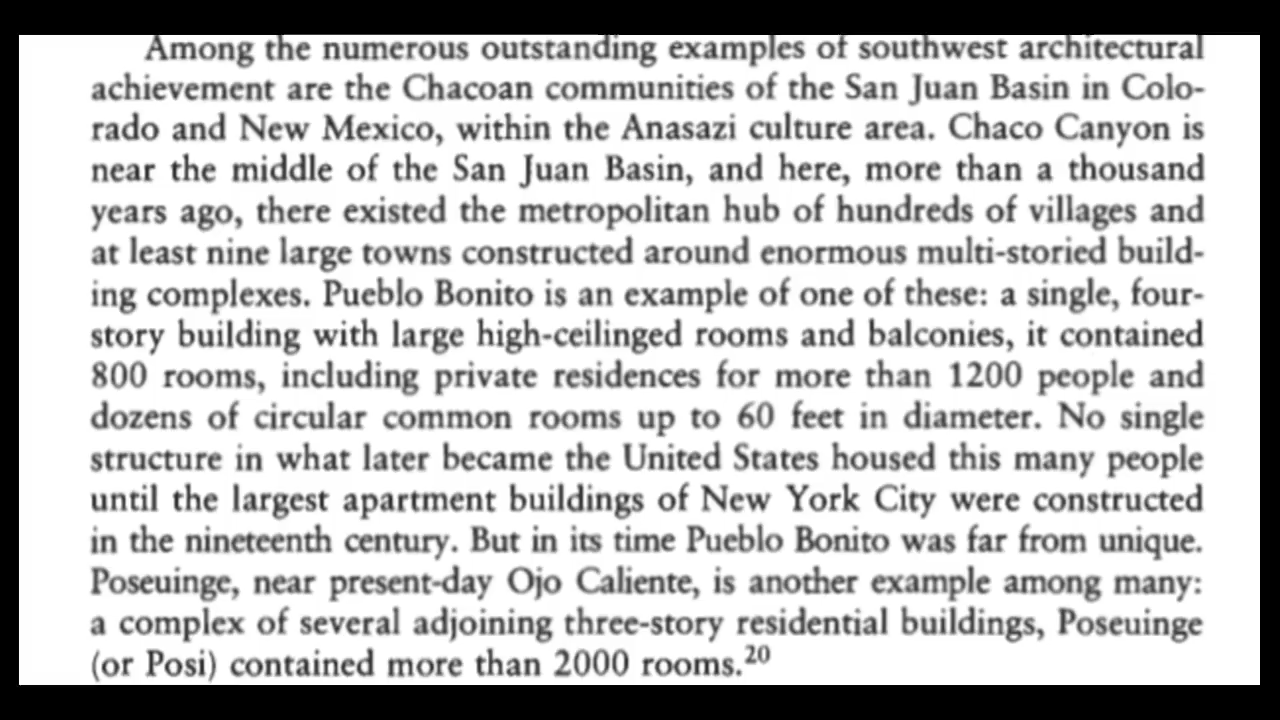 Among the numerous outstanding examples of southwest architectural
achievement are the Chacoan communities of the San Juan Basin in Colo-
rado and New Mexico, within the Anasazi culture area. Chaco Canyon is
near the middle of the San Juan Basin, and here, more than a thousand
years ago, there existed the metropolitan hub of hundreds of villages and
at least nine large towns constructed around enormous multi-storied build-
ing complexes. Pueblo Bonito is an example of one of these: a single, four-
story building with large high-ceilinged rooms and balconies, it contained
800 rooms, including private residences for more than 1200 people and
dozens of circular common rooms up to 60 feet in diameter. No single
structure in what later became the United States housed this many people
until the largest apartment buildings of New York City were constructed
in the nineteenth century. But in its time Pueblo Bonito was far from unique.
Poseuinge, near present-day Ojo Caliente, is another example among many:
a complex of several adjoining three-story residential buildings, Poseuinge
(or Posi) contained more than 2000 rooms.20